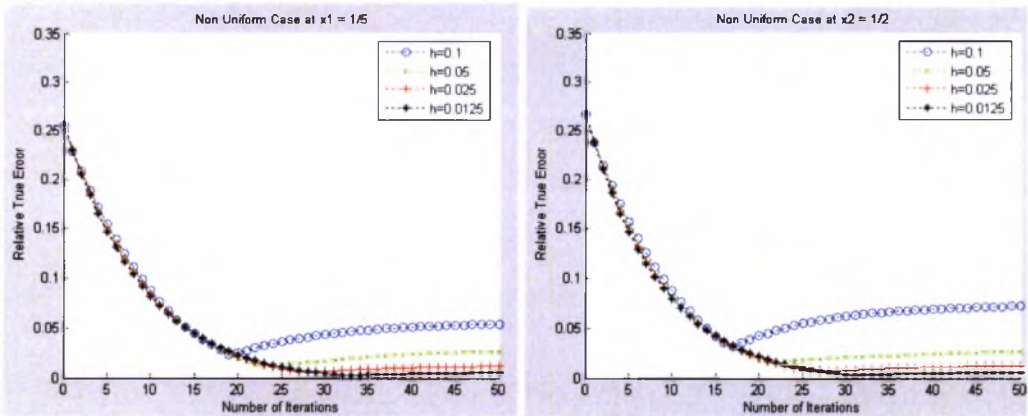 Non Uniform Case at x1 = 1/5
0.35
0.3
0.25
0.2
0.15
0.1
0.05
0
Relative True Eroor
h=0.1
h=0.05
h=0.025
h=0.0125
0 5 10 15 20 25 30 35 40 45 50
Number of Iterations
Non Uniform Case at x2 = 1/2
0.35
0.3
0.25
0.2
0.15
0.1
0.05
0
Relative True Eroor
h=0.1
h=0.05
h=0.025
h=0.0125
0 5 10 15 20 25 30 35 40 45 50
Number of Iterations